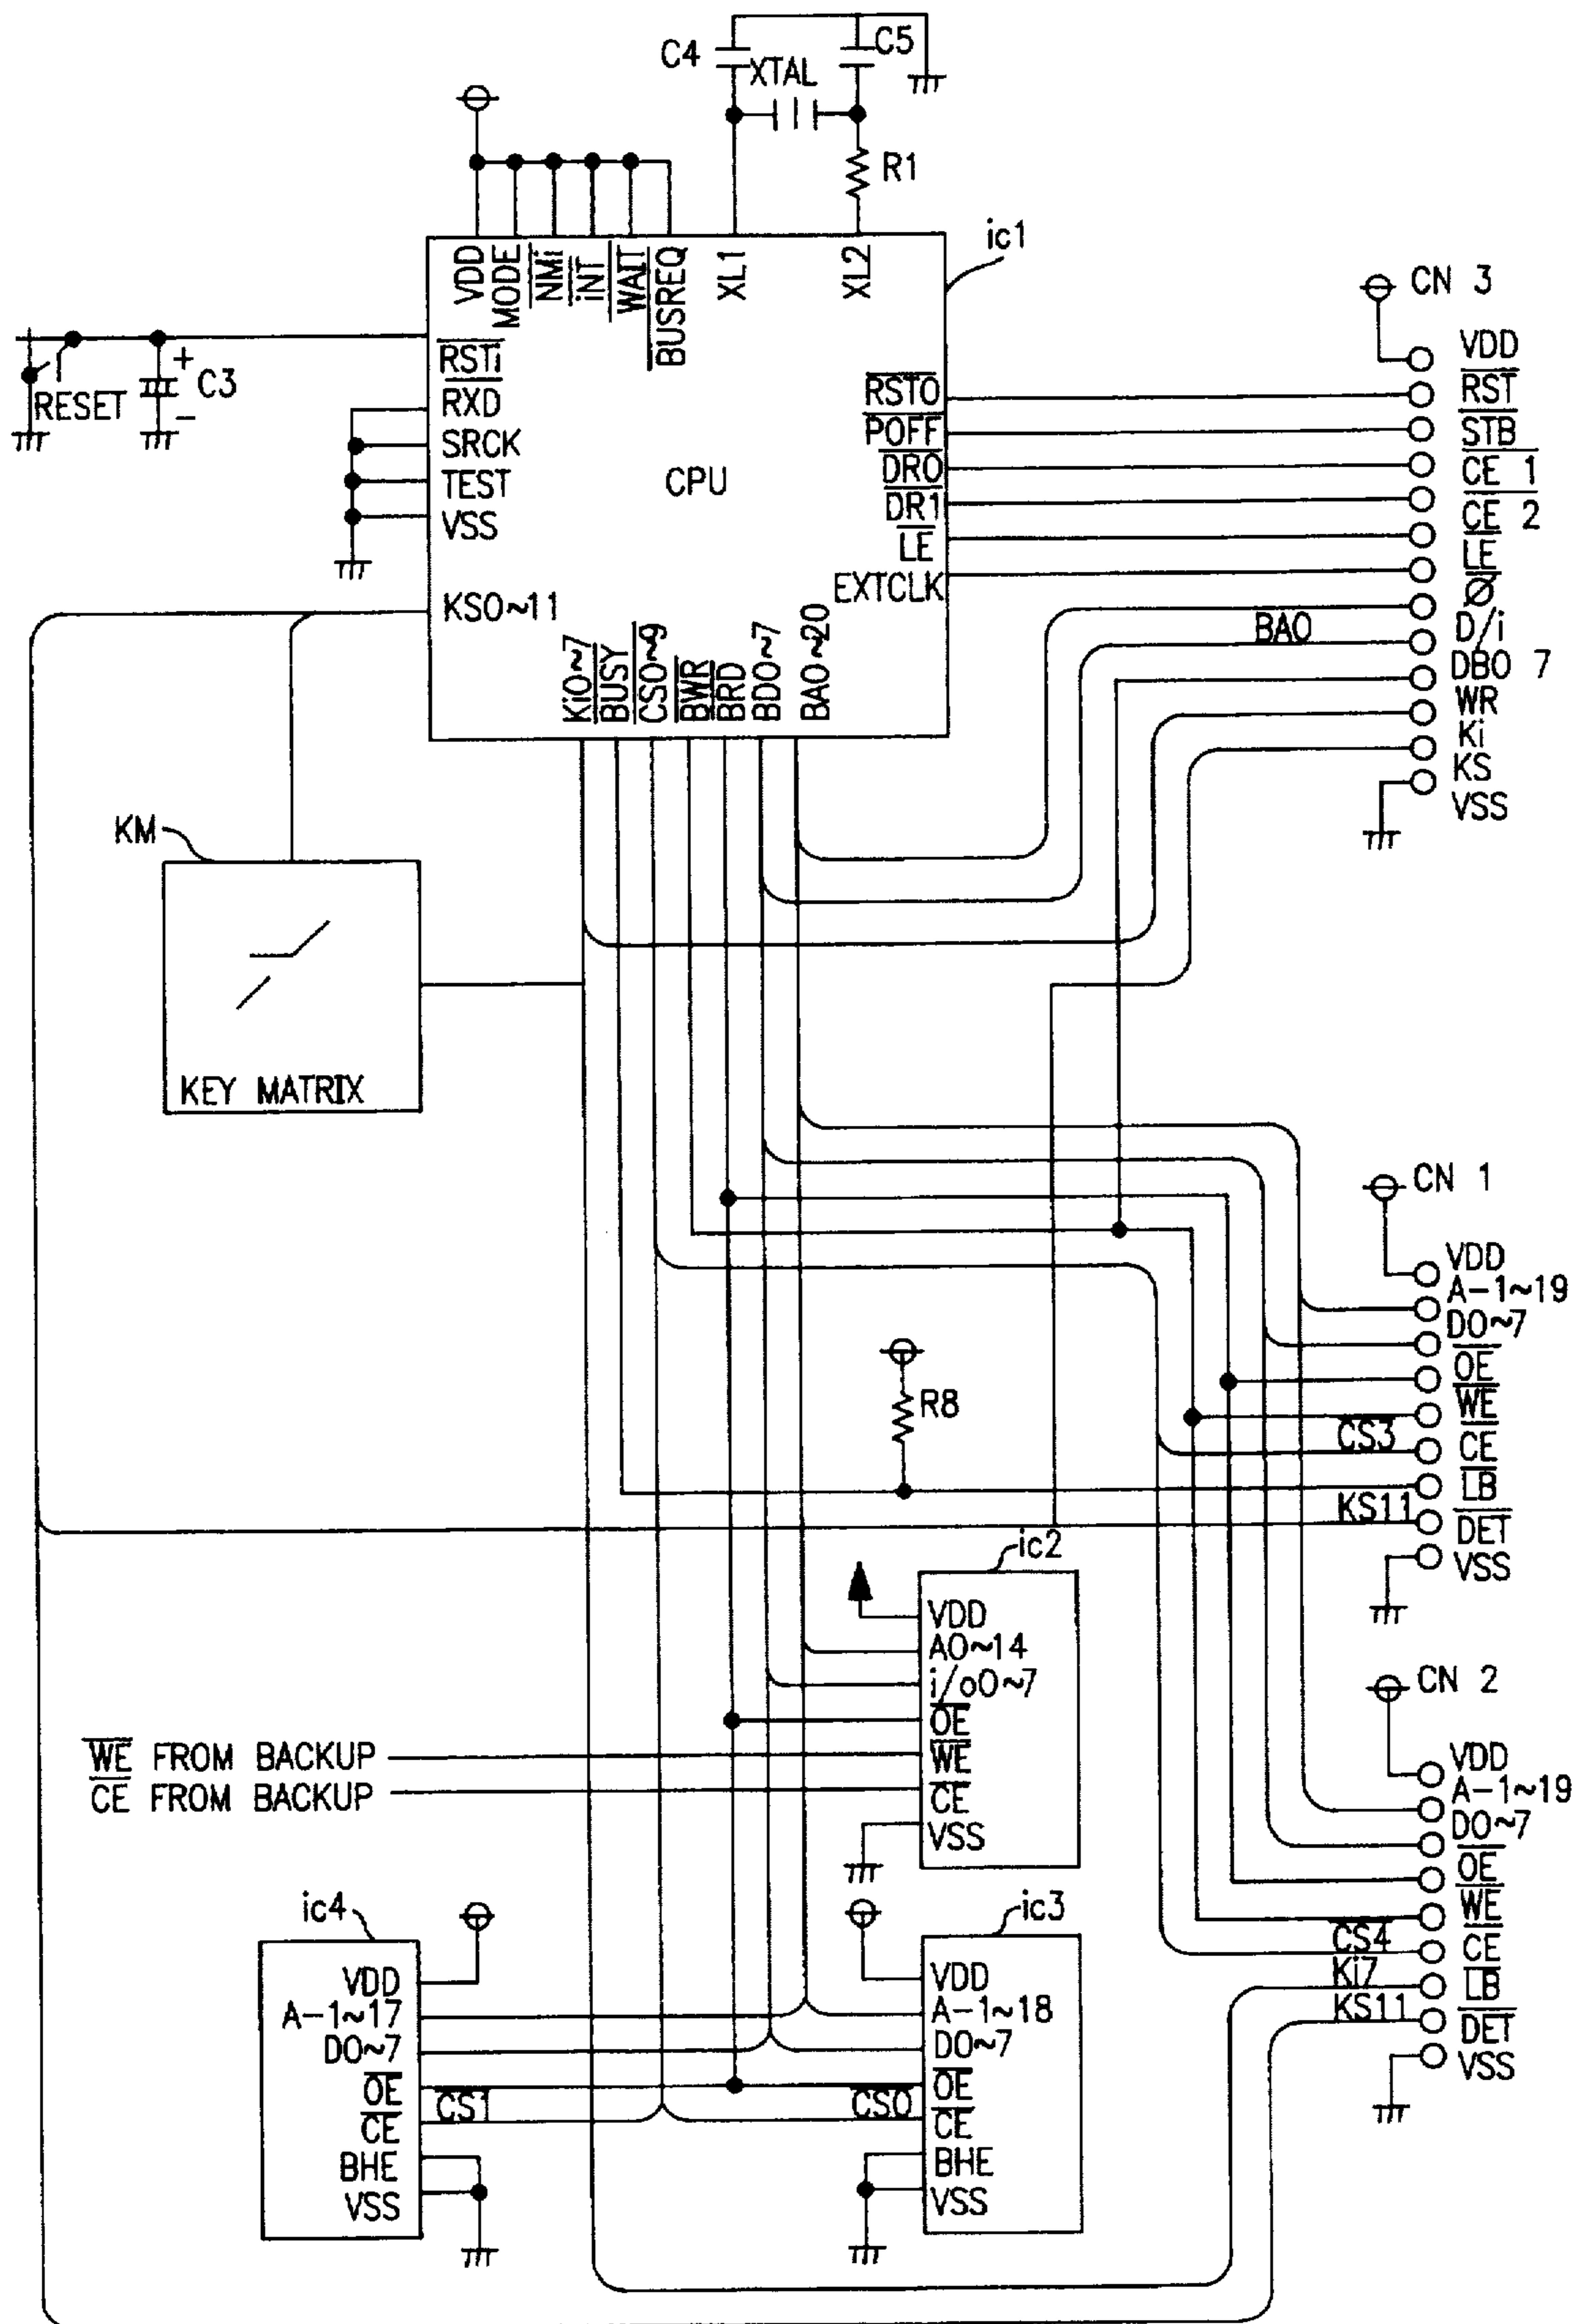 C4
C5
XTAL
R1
ic1
VDD
MODE
NMi
iNT
WAIT
BUSREQ
XL1
XL2
CN 3
RSTi
RXD
SRCK
TEST
VSS
KS0~11
CPU
RST0
POFF
DR0
DR1
LE
EXTCLK
Ki0~7
BUSY
CS0~9
BWR
BRD
BD0~7
BA0~20
+
C3
-
RESET
VDD
RST
STB
CE 1
CE 2
LE
Ø
D/i
DB0 7
WR
Ki
KS
VSS
BA0
KM
KEY MATRIX
CN 1
VDD
A-1~19
D0~7
OE
WE
CE
LB
DET
VSS
CS3
KS11
R8
ic2
VDD
A0~14
i/o0~7
OE
WE
CE
VSS
WE FROM BACKUP
CE FROM BACKUP
CN 2
VDD
A-1~19
D0~7
OE
WE
CE
LB
DET
VSS
CS4
Ki7
KS11
ic4
VDD
A-1~17
D0~7
OE
CE
BHE
VSS
CS1
ic3
VDD
A-1~18
D0~7
OE
CE
BHE
VSS
CS0